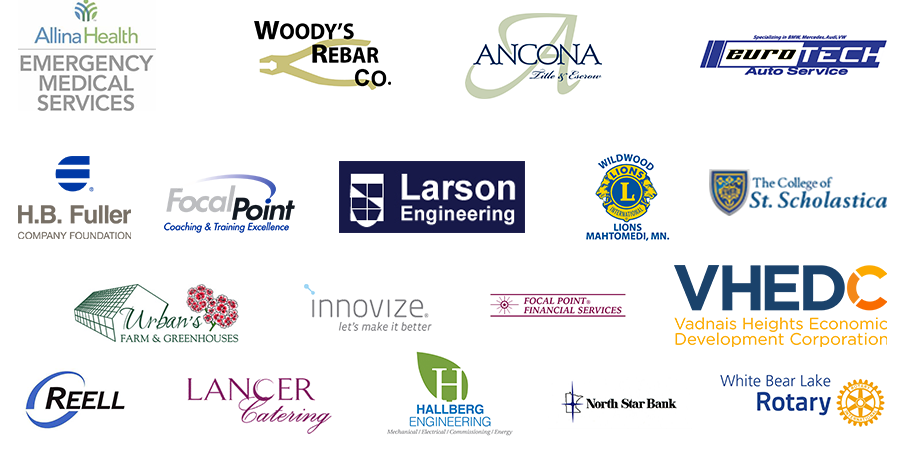 AllinaHealth
EMERGENCY
MEDICAL
SERVICES
WOODY'S
REBAR
CO.
ANCONA
Title & Escrow
Specializing in BMW, Mercedes, Audi, VW
euroTECH
Auto Service
H.B. Fuller
COMPANY FOUNDATION
FocalPoint
Coaching & Training Excellence
Larson
Engineering
WILDWOOD
LIONS
L
INTERNATIONAL
LIONS
MAHTOMEDI, MN.
The College of
St. Scholastica
Urban's
FARM & GREENHOUSES
innovize®
let's make it better
FOCAL POINT®
FINANCIAL SERVICES
VHEDC
Vadnais Heights Economic
Development Corporation
REELL
LANCER
Catering
H
HALLBERG
ENGINEERING
Mechanical / Electrical / Commissioning / Energy
North Star Bank
White Bear Lake
Rotary